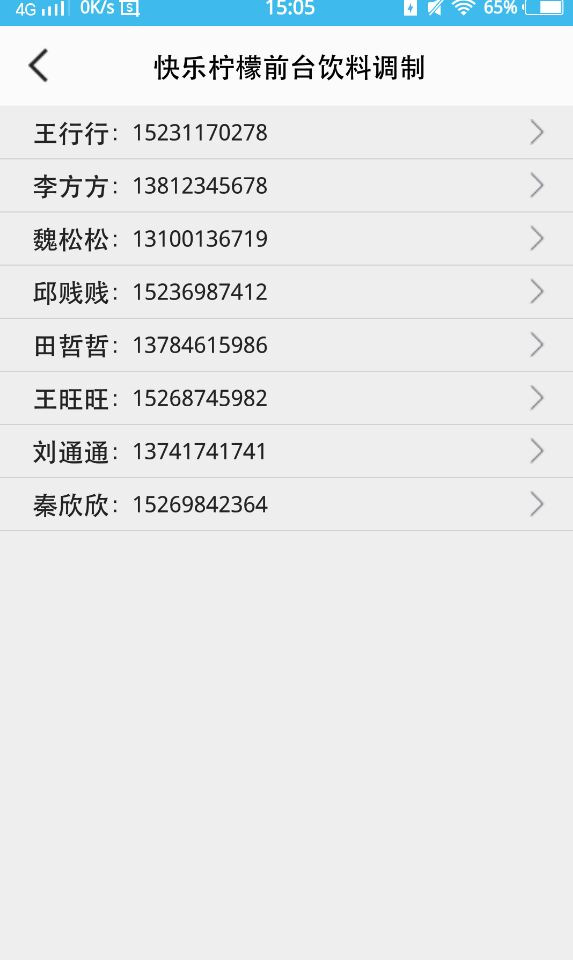 4G 0K/s 15:05 65%
快乐柠檬前台饮料调制
王行行：15231170278
李方方：13812345678
魏松松：13100136719
邱贱贱：15236987412
田哲哲：13784615986
王旺旺：15268745982
刘通通：13741741741
秦欣欣：15269842364